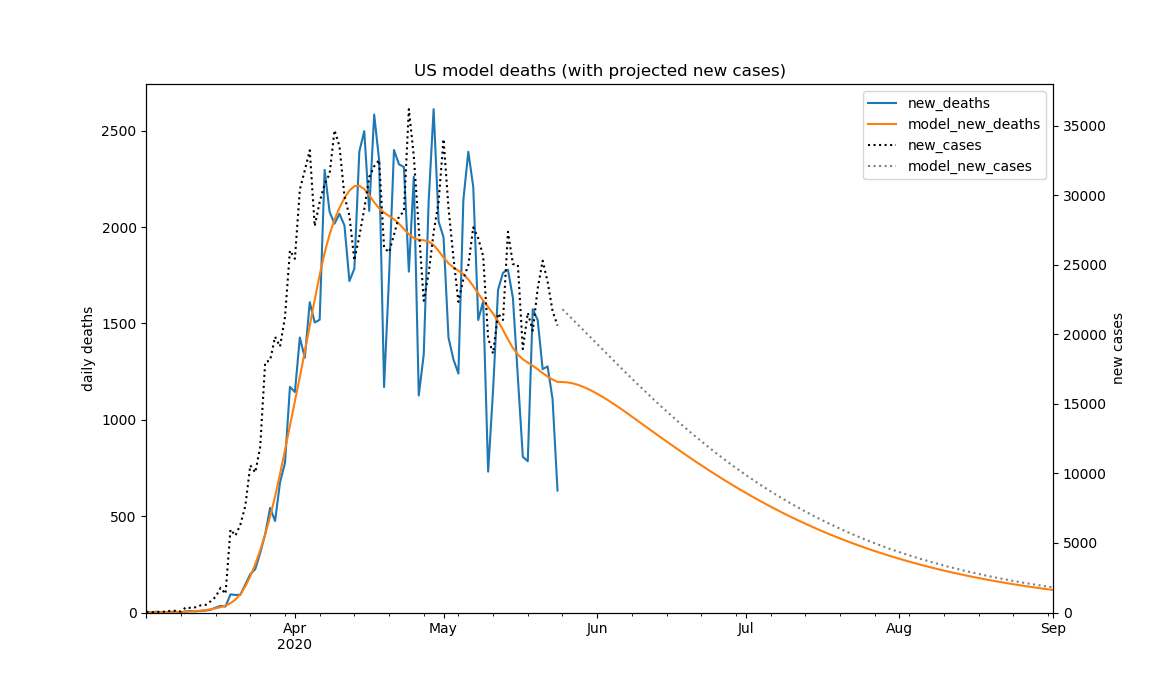 US model deaths (with projected new cases)
new_deaths
model_new_deaths
new_cases
model_new_cases
daily deaths
2500
2000
1500
1000
500
0
new cases
35000
30000
25000
20000
15000
10000
5000
0
Apr
2020
May
Jun
Jul
Aug
Sep